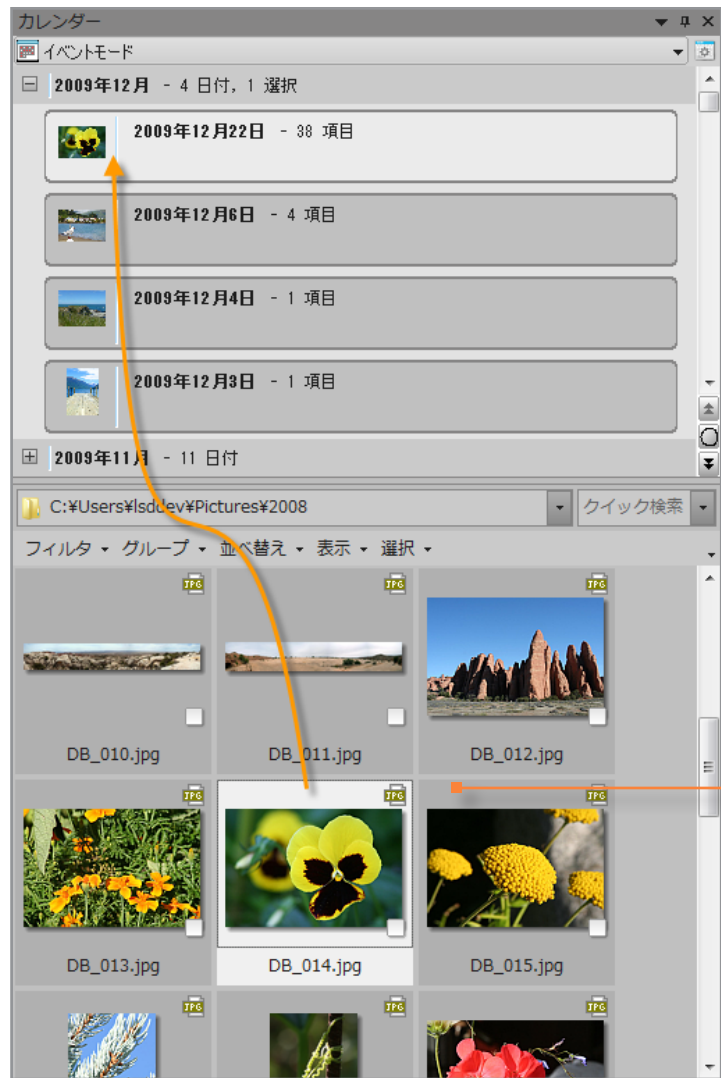 カレンダー
イベントモード
2009年12月 - 4 日付, 1 選択
2009年12月22日 - 38 項目
2009年12月6日 - 4 項目
2009年12月4日 - 1 項目
2009年12月3日 - 1 項目
2009年11月 - 11 日付
C:¥Users¥lsddev¥Pictures¥2008 クイック検索
フィルタ グループ 並べ替え 表示 選択
JPG JPG JPG
DB_010.jpg DB_011.jpg DB_012.jpg
JPG JPG JPG
DB_013.jpg DB_014.jpg DB_015.jpg
JPG JPG JPG